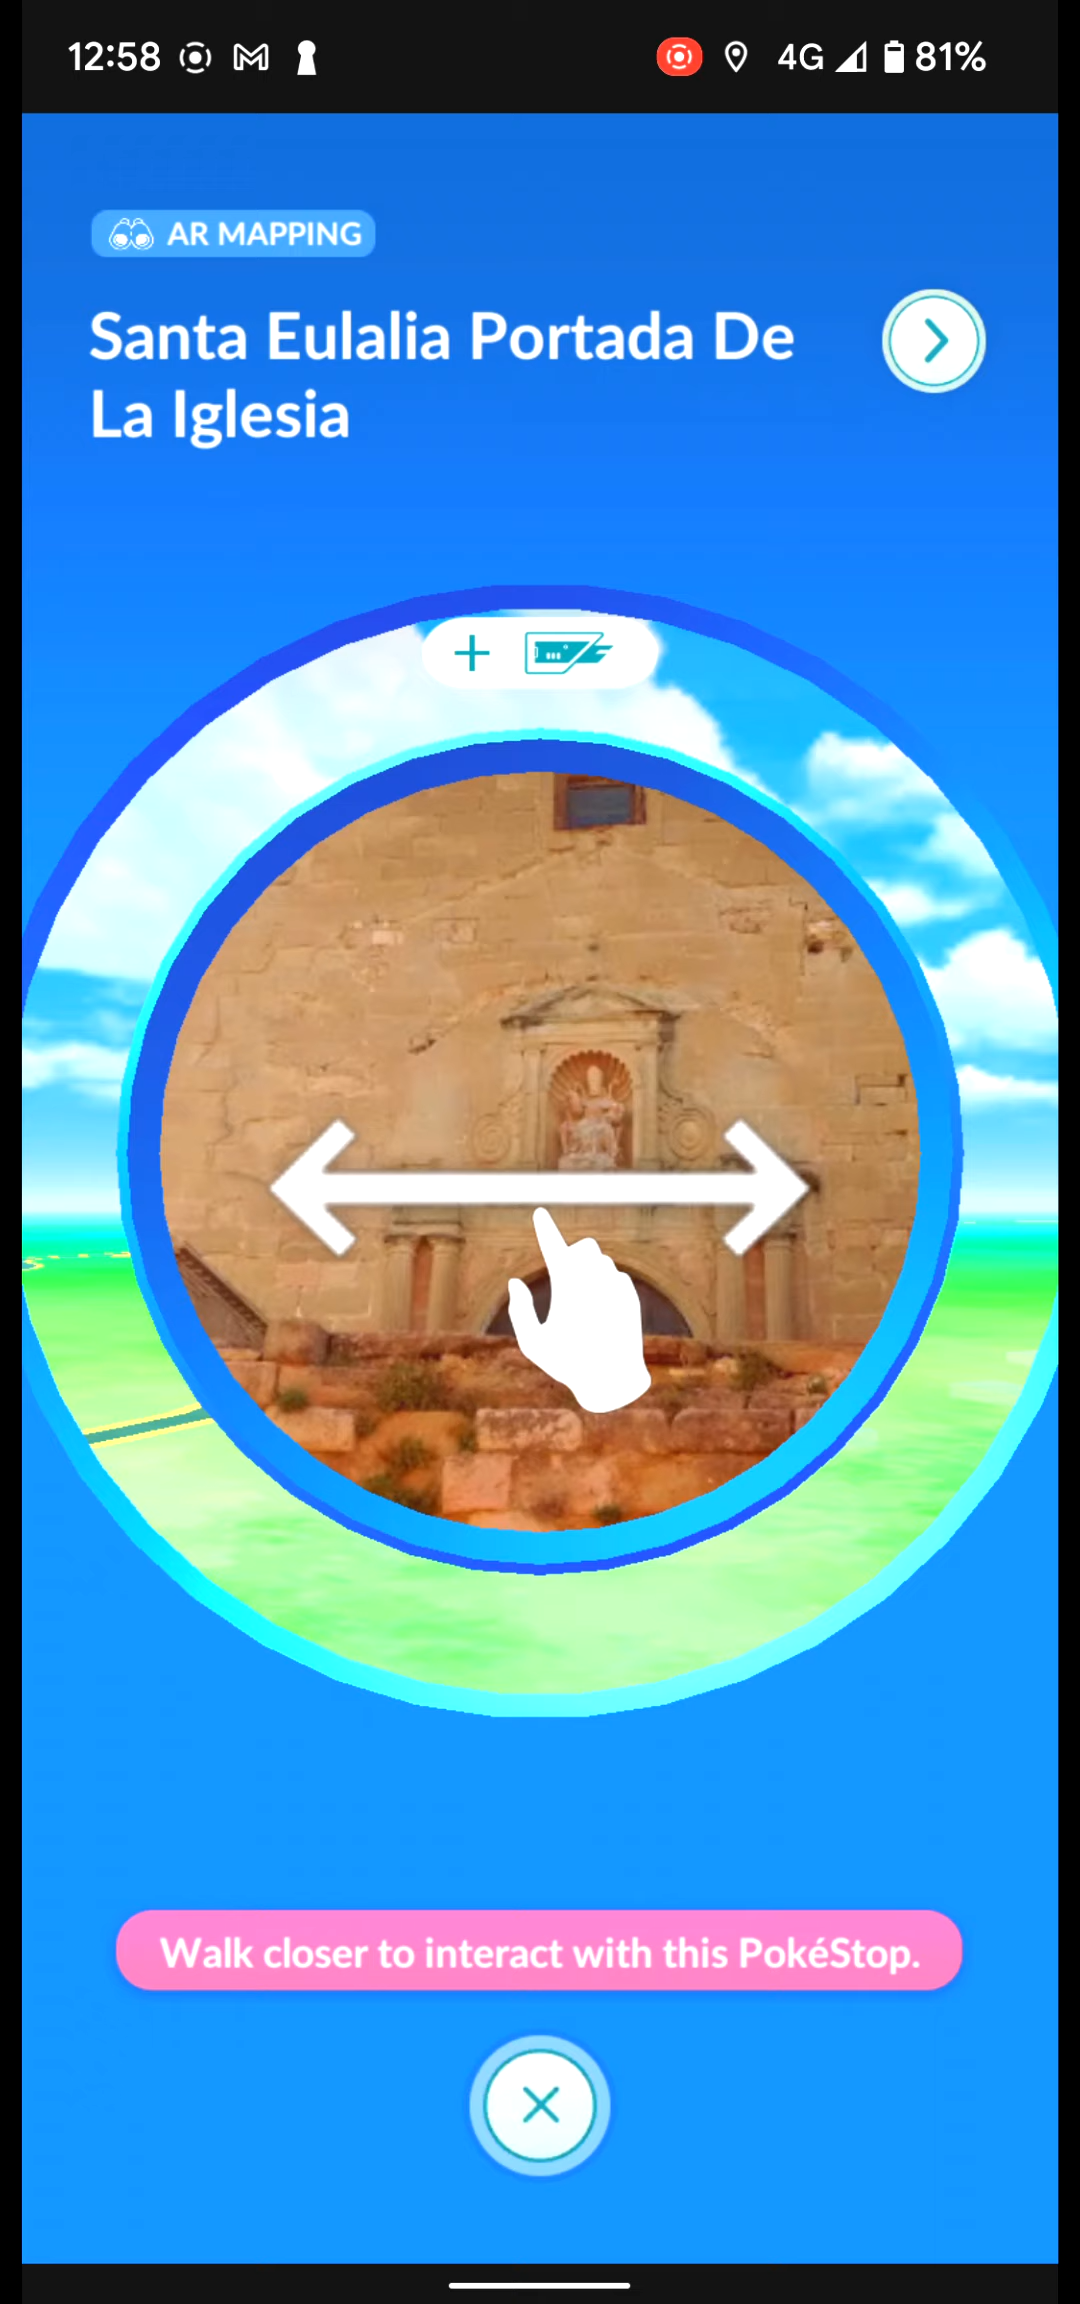 12:58 4G 81%
AR MAPPING
Santa Eulalia Portada De
La Iglesia
Walk closer to interact with this PokéStop.